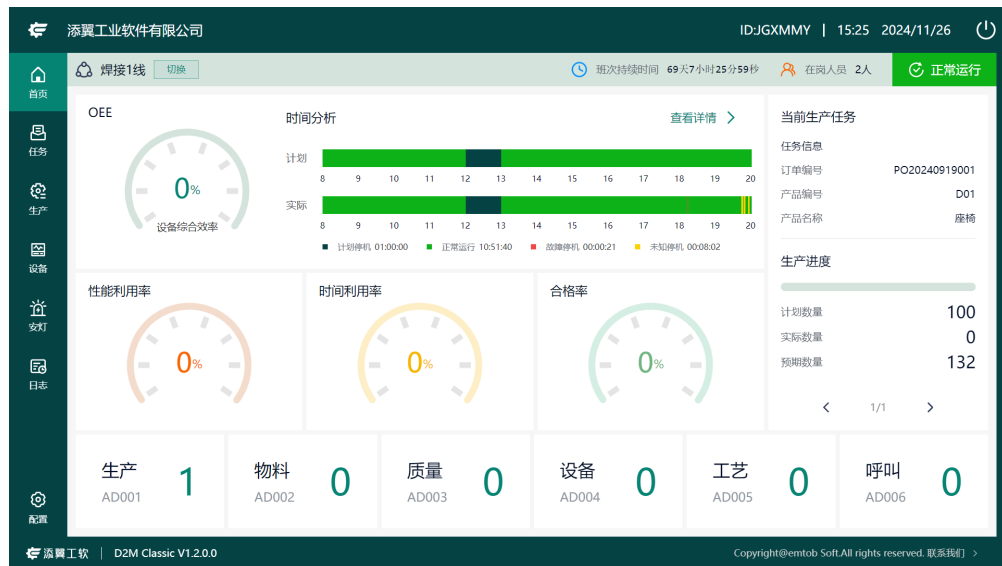 添翼工业软件有限公司
ID:JGXMMY | 15:25 2024/11/26
首页
任务
生产
设备
安灯
日志
配置
焊接1线 切换
班次持续时间 69天7小时25分59秒 在岗人员 2人 正常运行
OEE
0%
设备综合效率
时间分析 查看详情
计划
8 9 10 11 12 13 14 15 16 17 18 19 20
实际
8 9 10 11 12 13 14 15 16 17 18 19 20
计划停机 01:00:00 正常运行 10:51:40 故障停机 00:00:21 未知停机 00:08:02
当前生产任务
任务信息
订单编号 PO20240919001
产品编号 D01
产品名称 座椅
生产进度
计划数量 100
实际数量 0
预期数量 132
1/1
性能利用率
0%
时间利用率
0%
合格率
0%
生产 1
AD001
物料 0
AD002
质量 0
AD003
设备 0
AD004
工艺 0
AD005
呼叫 0
AD006
添翼工软 | D2M Classic V1.2.0.0
Copyright@emtob Soft.All rights reserved. 联系我们 >